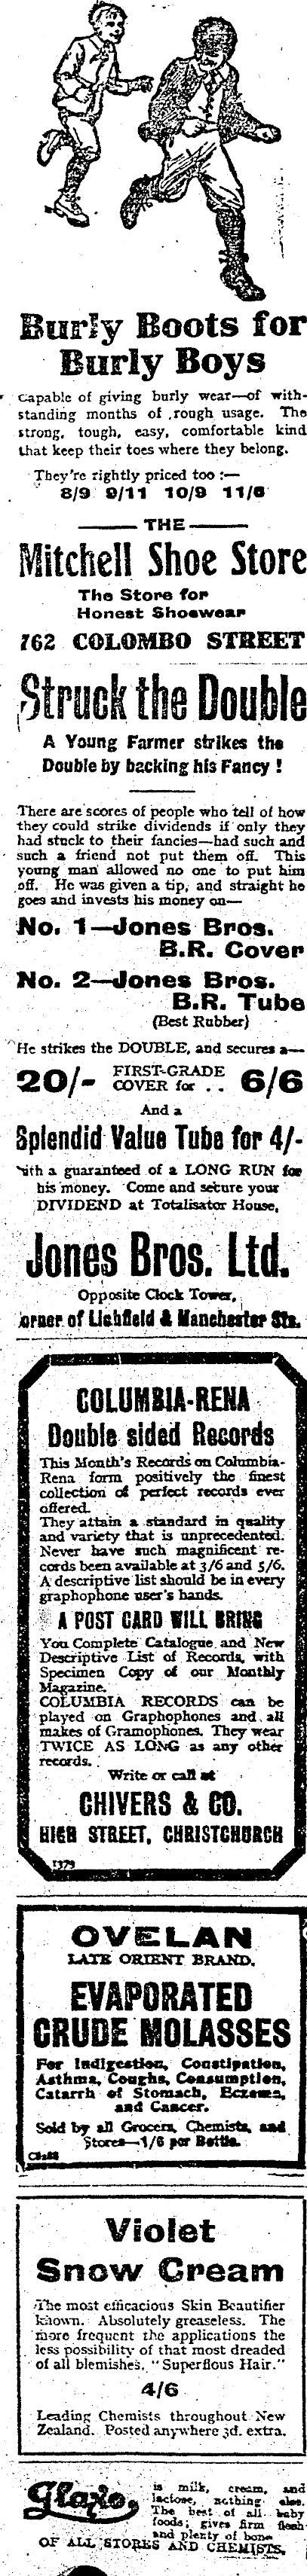 Burly Boots for
Burly Boys
Capable of giving burly wear—of with-
standing months of rough usage. The
strong, tough, easy, comfortable kind
that keep their toes where they belong.
They're rightly priced too :—
8/9 9/11 10/9 11/6
THE
Mitchell Shoe Store
The Store for
Honest Shoewear
762 COLOMBO STREET
Struck the Double
A Young Farmer strikes the
Double by backing his Fancy !
There are scores of people who tell of how
they could strike dividends if only they
had stuck to their fancies—had such and
such a friend not put them off. This
young man allowed no one to put him
off. He was given a tip, and straight he
goes and invests his money on—
No. 1—Jones Bros.
B.R. Cover
No. 2—Jones Bros.
B.R. Tube
(Best Rubber)
He strikes the DOUBLE, and secures a—
20/- FIRST-GRADE
COVER for . . 6/6
And a
Splendid Value Tube for 4/-
with a guaranteed of a LONG RUN for
his money. Come and secure your
DIVIDEND at Totalisator House,
Jones Bros. Ltd.
Opposite Clock Tower,
orner of Lichfield & Manchester Sts.
COLUMBIA-RENA
Double sided Records
This Month's Records on Columbia-
Rena form positively the finest
collection of perfect records ever
offered.
They attain a standard in quality
and variety that is unprecedented.
Never have such magnificent re-
cords been available at 3/6 and 5/6.
A descriptive list should be in every
graphophone user's hands.
A POST CARD WILL BRING
You Complete Catalogue and New
Descriptive List of Records, with
Specimen Copy of our Monthly
Magazine.
COLUMBIA RECORDS can be
played on Graphophones and all
makes of Gramophones. They wear
TWICE AS LONG as any other
records.
Write or call at
CHIVERS & CO.
HIGH STREET, CHRISTCHURCH
1379
OVELAN
LATE ORIENT BRAND.
EVAPORATED
CRUDE MOLASSES
For Indigestion, Constipation,
Asthma, Coughs, Consumption,
Catarrh of Stomach, Eczema,
and Cancer.
Sold by all Grocers, Chemists, and
Stores—1/6 per Bottle.
Violet
Snow Cream
The most efficacious Skin Beautifier
known. Absolutely greaseless. The
more frequent the applications the
less possibility of that most dreaded
of all blemishes, "Superflous Hair."
4/6
Leading Chemists throughout New
Zealand. Posted anywhere 3d. extra.
Glaxo,
is milk, cream, and
lactose, nothing else.
The best of all baby
foods; gives firm flesh
and plenty of bone
OF ALL STORES AND CHEMISTS.